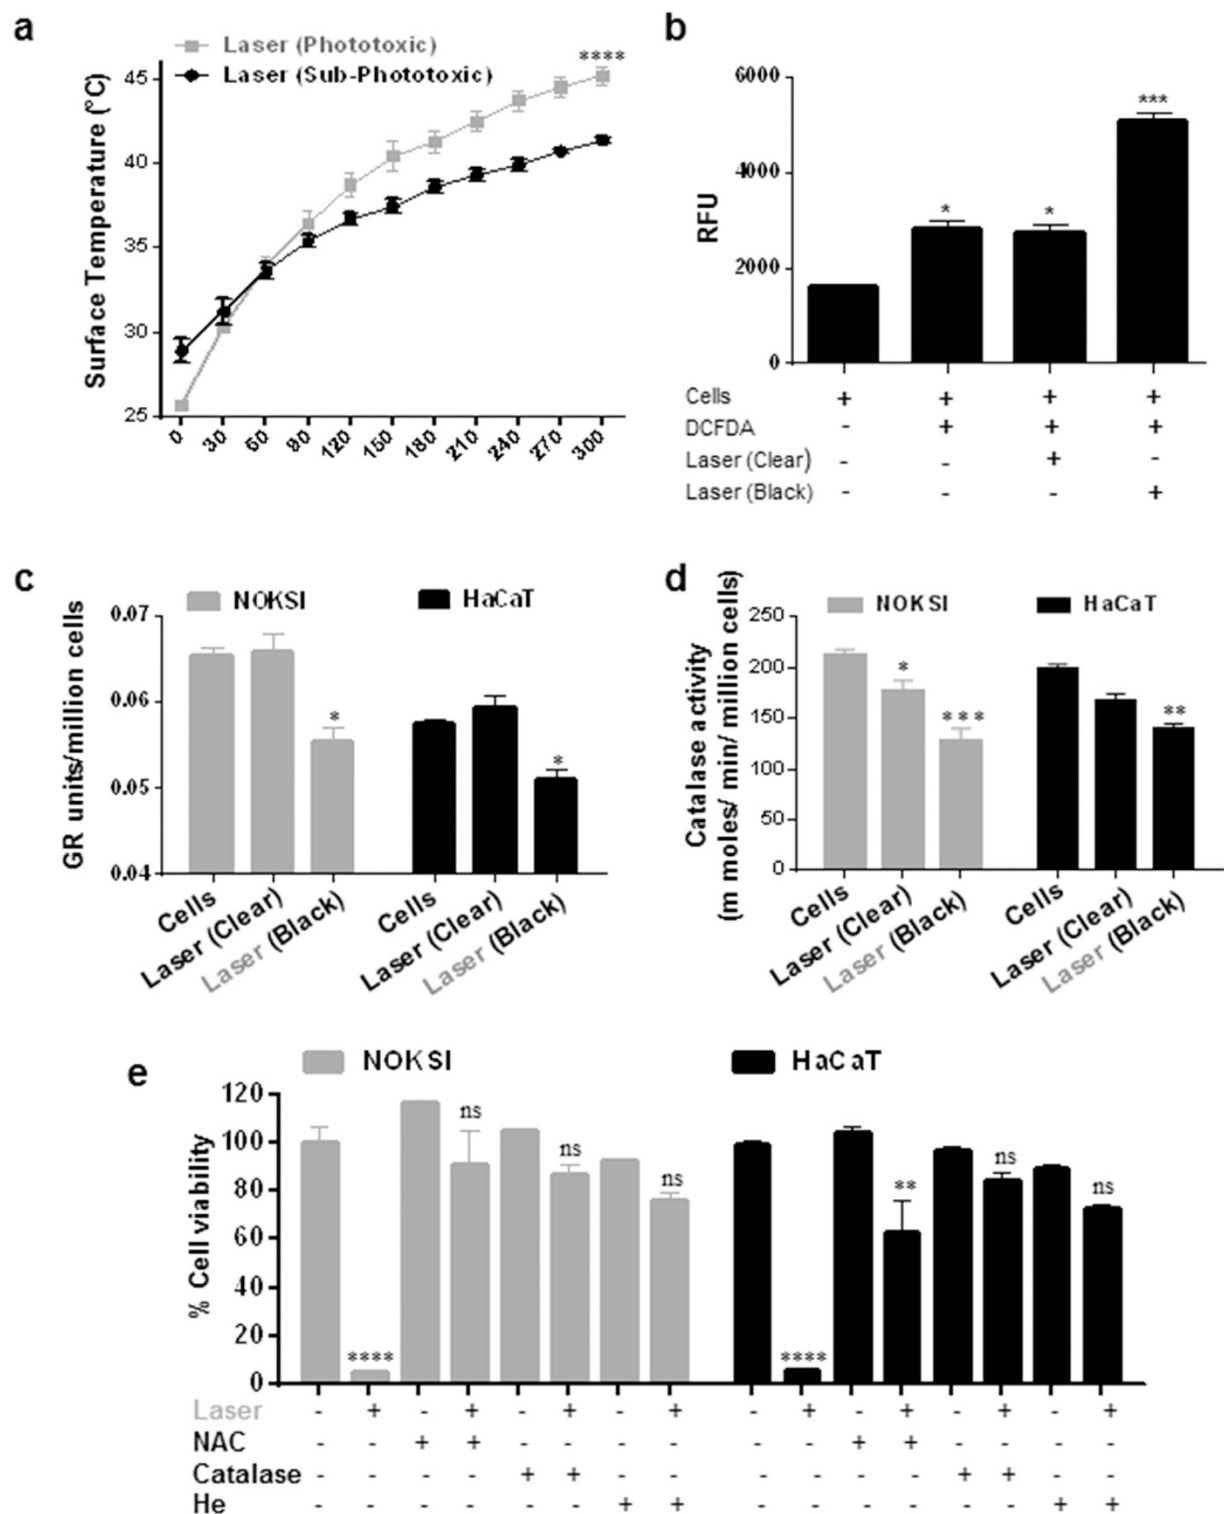 a
Laser (Phototoxic)
Laser (Sub-Phototoxic)
****
Surface Temperature (°C)
45
40
35
30
25
0 30 60 90 120 150 180 210 240 270 300
b
RFU
6000
4000
2000
0
* * ***
Cells + + + +
DCFDA - + + +
Laser (Clear) - - + -
Laser (Black) - - - +
c
NOKSI HaCaT
GR units/million cells
0.07
0.06
0.05
0.04
* *
Cells Laser (Clear) Laser (Black) Cells Laser (Clear) Laser (Black)
d
NOKSI HaCaT
Catalase activity
(m moles/ min/ million cells)
250
200
150
100
50
0
* *** **
Cells Laser (Clear) Laser (Black) Cells Laser (Clear) Laser (Black)
e
NOKSI HaCaT
% Cell viability
120
100
80
60
40
20
0
**** ns ns ns **** ** ns ns
Laser - + - + - + - + - + - + - + - +
NAC - - + + - - - - - - + + - - - -
Catalase - - - - + + - - - - - - + + - -
He - - - - - - + + - - - - - - + +